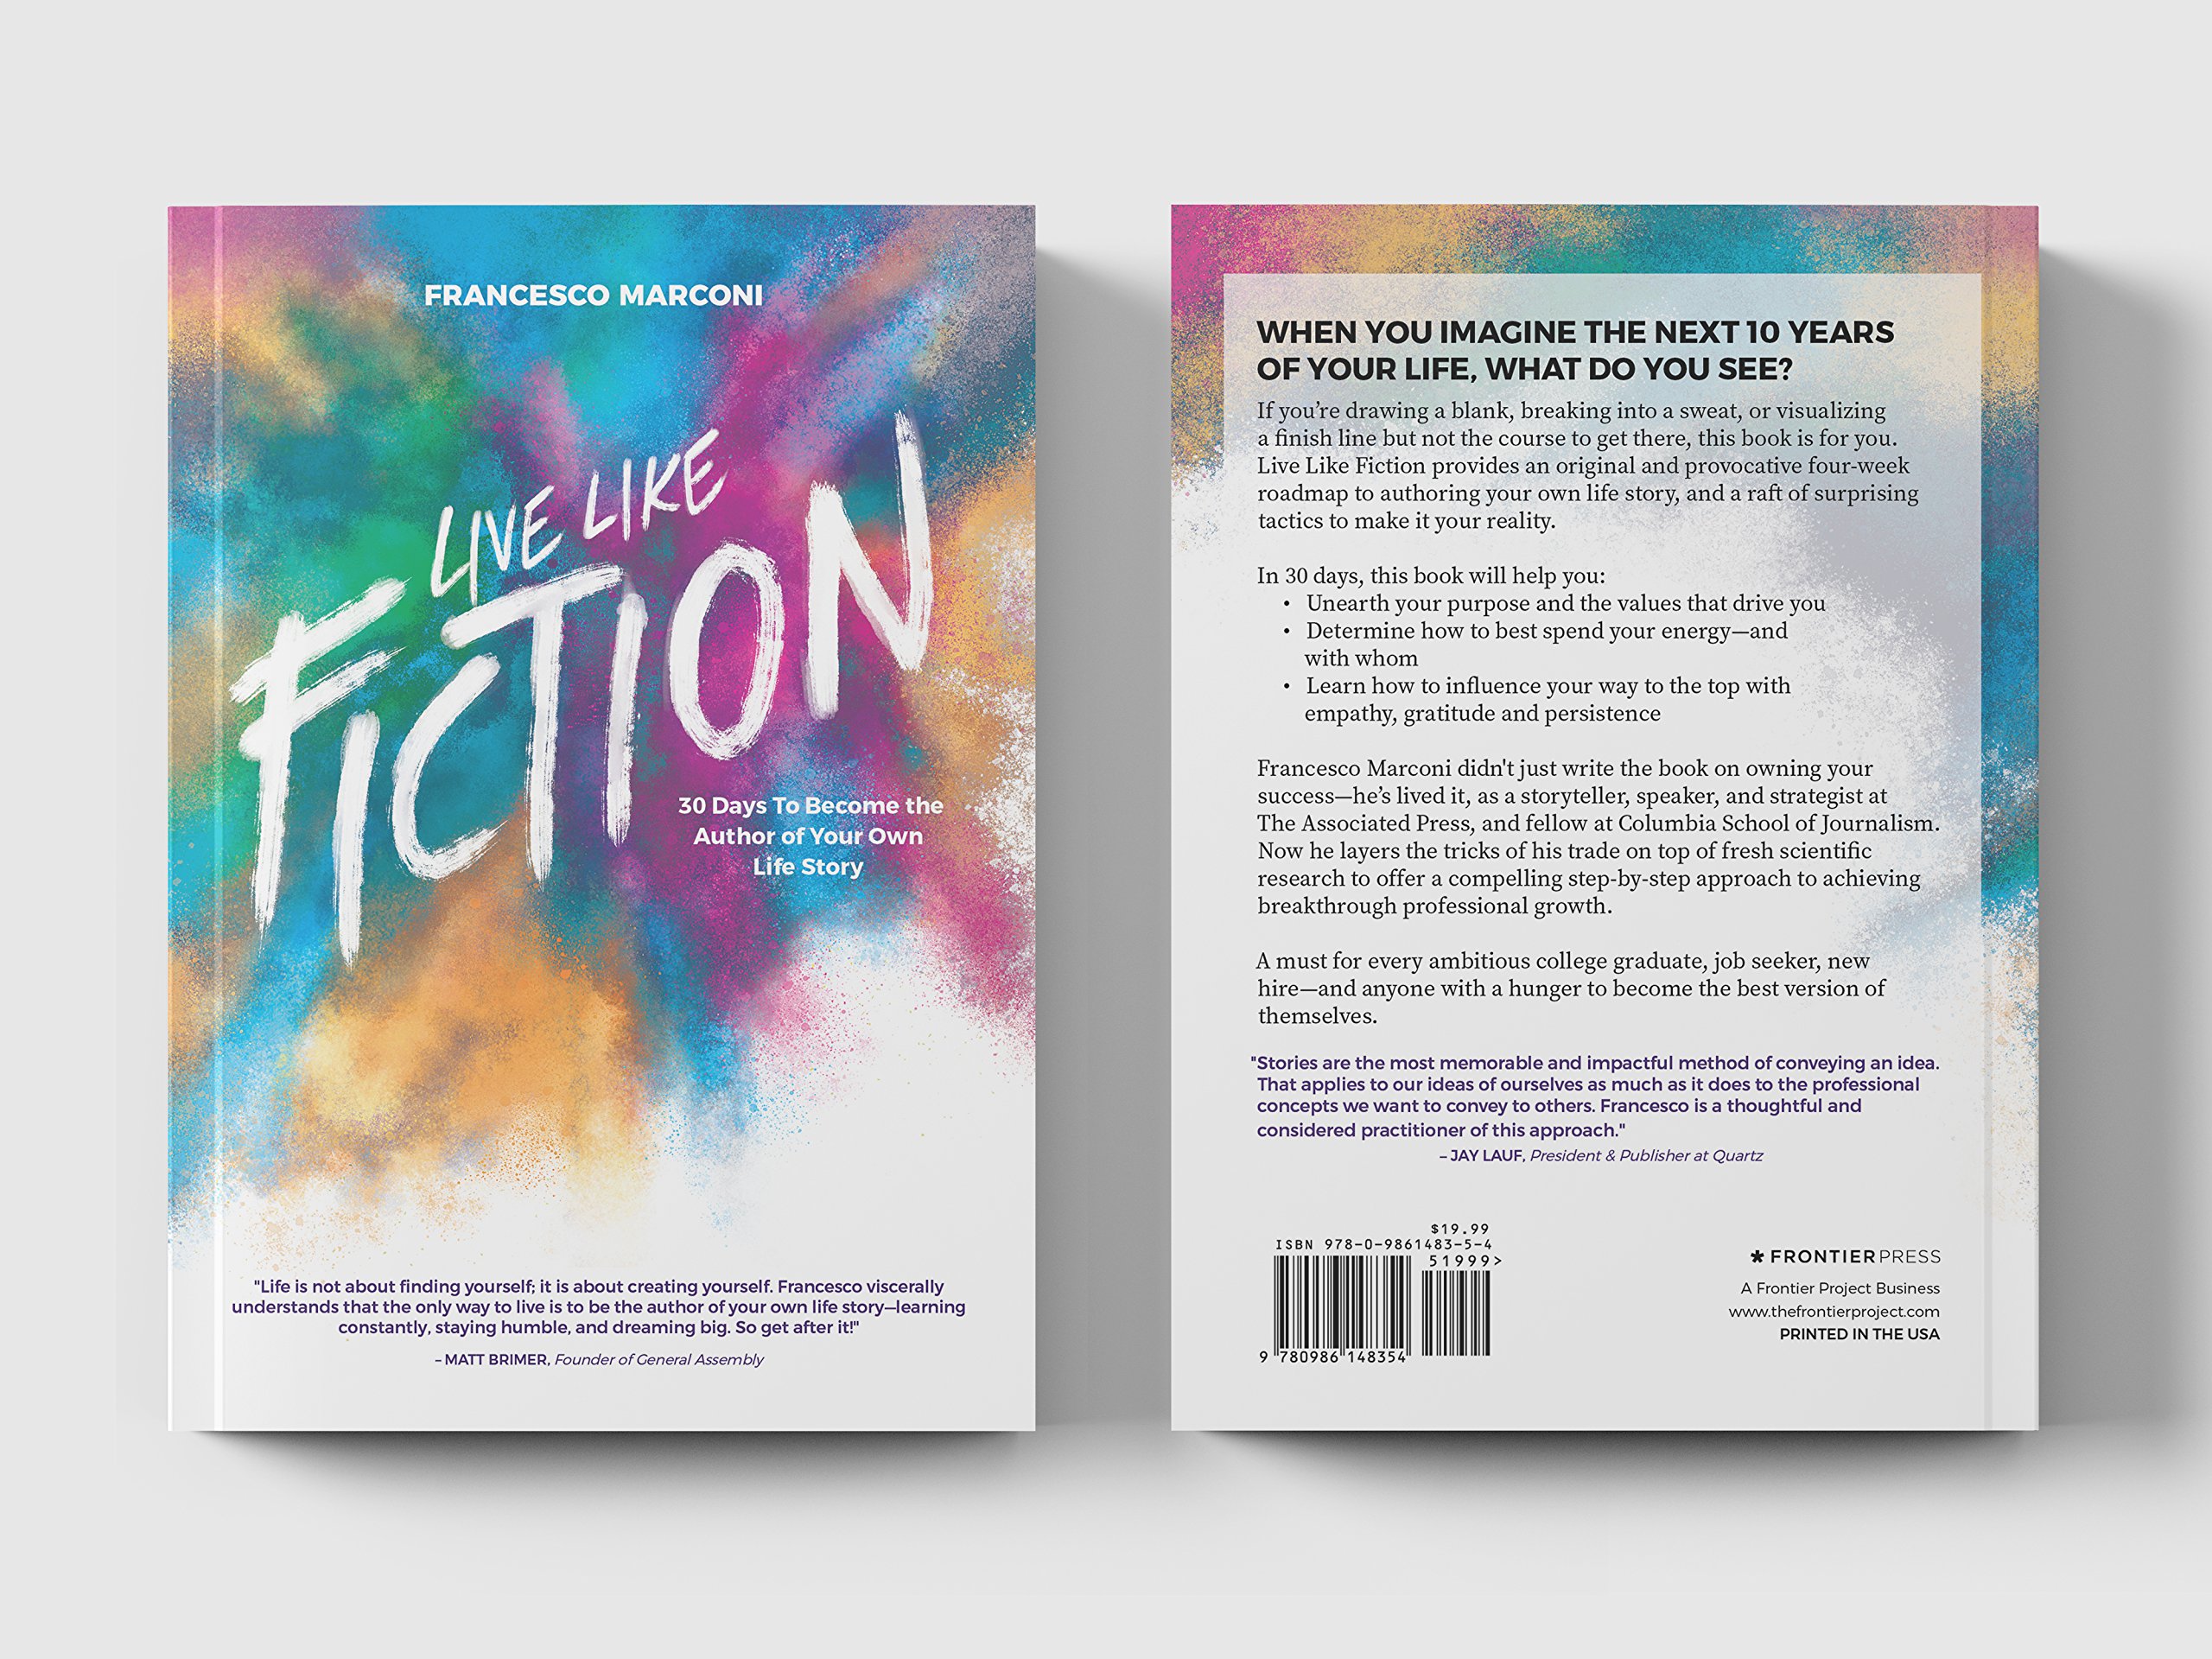 FRANCESCO MARCONI
LIVE LIKE
FICTION
30 Days To Become the
Author of Your Own
Life Story
"Life is not about finding yourself; it is about creating yourself. Francesco viscerally
understands that the only way to live is to be the author of your own life story—learning
constantly, staying humble, and dreaming big. So get after it!"
– MATT BRIMER, Founder of General Assembly
WHEN YOU IMAGINE THE NEXT 10 YEARS
OF YOUR LIFE, WHAT DO YOU SEE?
If you're drawing a blank, breaking into a sweat, or visualizing
a finish line but not the course to get there, this book is for you.
Live Like Fiction provides an original and provocative four-week
roadmap to authoring your own life story, and a raft of surprising
tactics to make it your reality.
In 30 days, this book will help you:
• Unearth your purpose and the values that drive you
• Determine how to best spend your energy—and
with whom
• Learn how to influence your way to the top with
empathy, gratitude and persistence
Francesco Marconi didn't just write the book on owning your
success—he's lived it, as a storyteller, speaker, and strategist at
The Associated Press, and fellow at Columbia School of Journalism.
Now he layers the tricks of his trade on top of fresh scientific
research to offer a compelling step-by-step approach to achieving
breakthrough professional growth.
A must for every ambitious college graduate, job seeker, new
hire—and anyone with a hunger to become the best version of
themselves.
"Stories are the most memorable and impactful method of conveying an idea.
That applies to our ideas of ourselves as much as it does to the professional
concepts we want to convey to others. Francesco is a thoughtful and
considered practitioner of this approach."
– JAY LAUF, President & Publisher at Quartz
$19.99
ISBN 978-0-9861483-5-4
51999>
9 780986 148354
FRONTIERPRESS
A Frontier Project Business
www.thefrontierproject.com
PRINTED IN THE USA